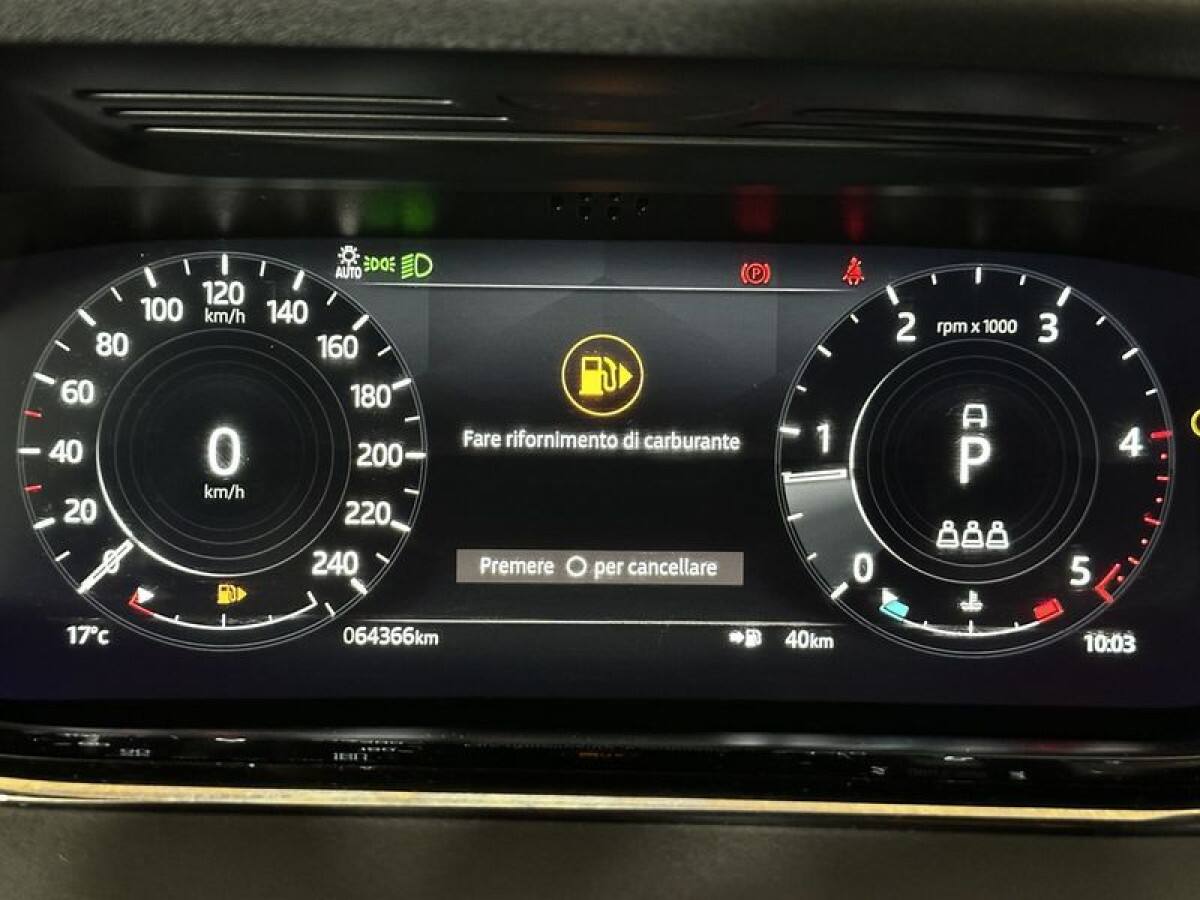 AUTO
P
20
40
60
80
100
120
km/h
140
160
180
200
220
240
0
0
km/h
Fare rifornimento di carburante
Premere O per cancellare
rpm x 1000
0
1
2
3
4
5
P
17°C
064366km
40km
10:03